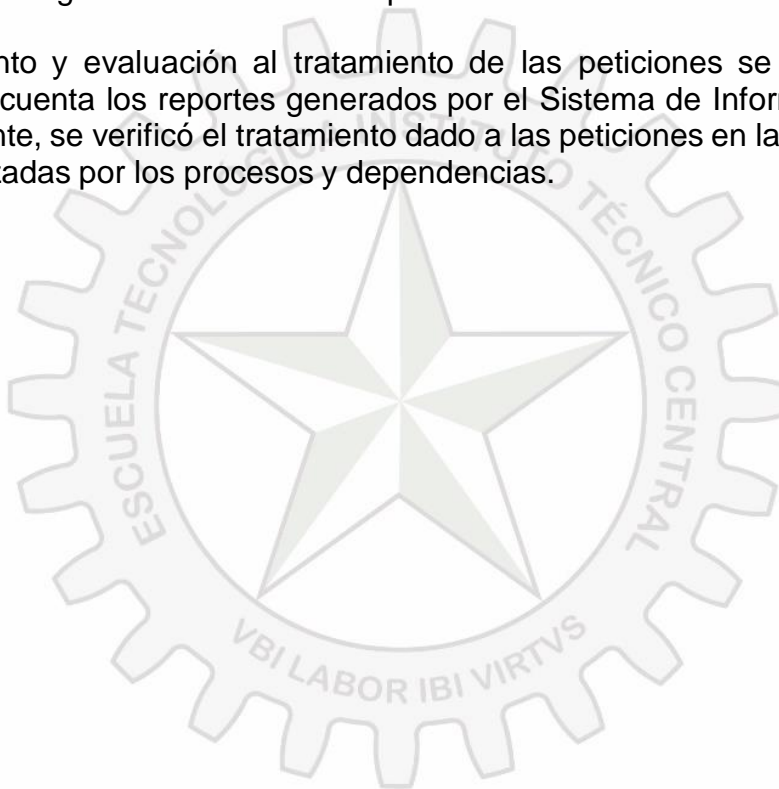 nto y evaluación al tratamiento de las peticiones se
cuenta los reportes generados por el Sistema de Infor
nte, se verificó el tratamiento dado a las peticiones en la
tadas por los procesos y dependencias.
ESCUELA TECNOLÓGICA INSTITUTO TÉCNICO CENTRAL
VBI LABOR IBI VIRTVS